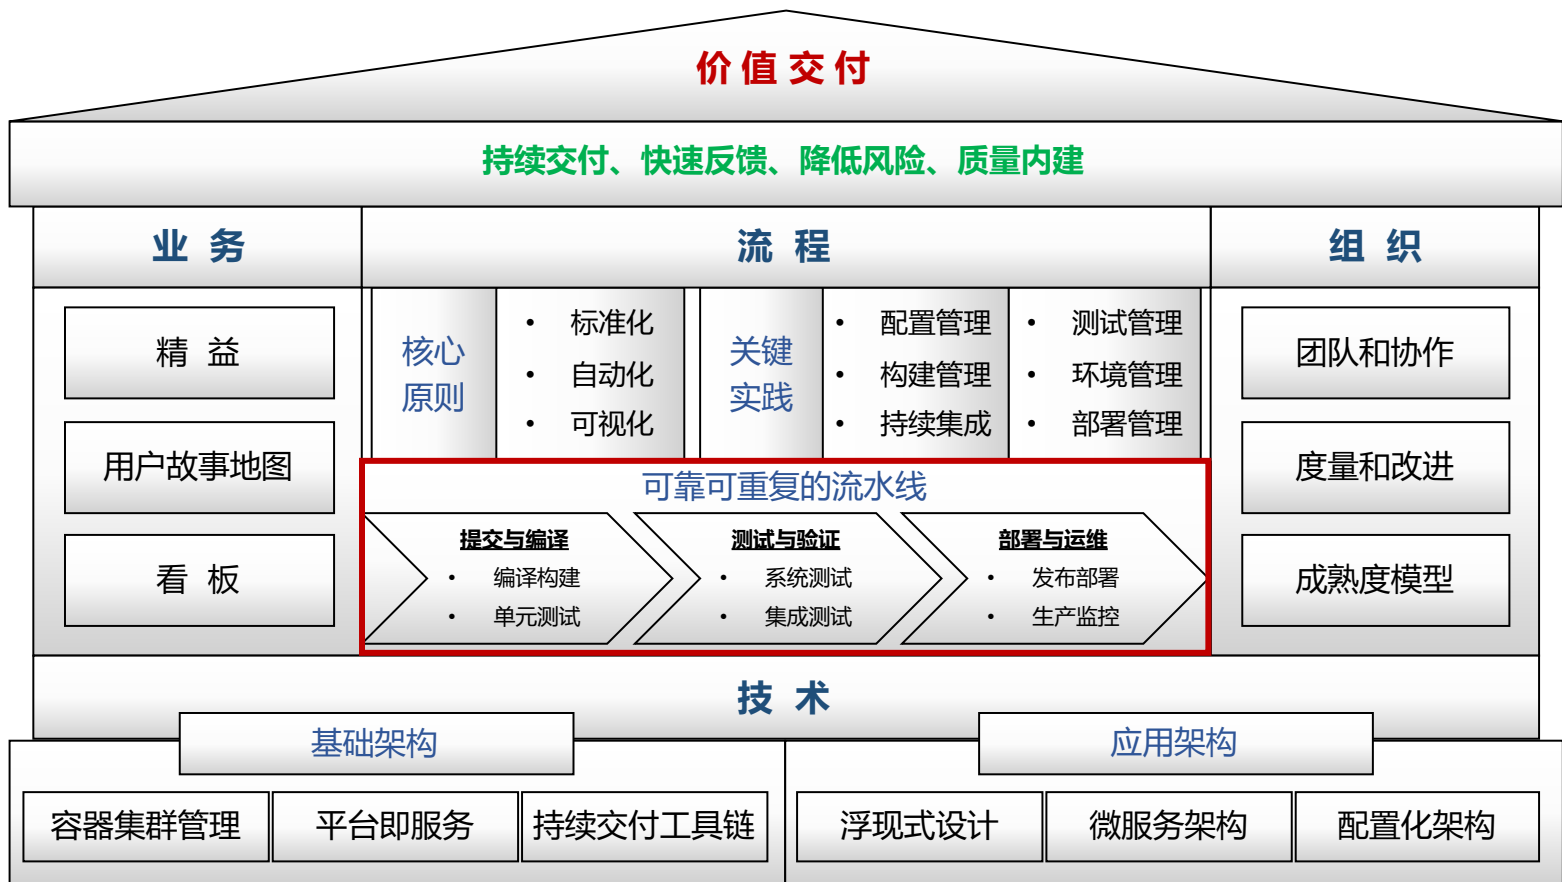 价值交付
持续交付、快速反馈、降低风险、质量内建
业 务
流 程
组 织
精 益
用户故事地图
看 板
核心
原则
• 标准化
• 自动化
• 可视化
关键
实践
• 配置管理
• 构建管理
• 持续集成
• 测试管理
• 环境管理
• 部署管理
可靠可重复的流水线
提交与编译
• 编译构建
• 单元测试
测试与验证
• 系统测试
• 集成测试
部署与运维
• 发布部署
• 生产监控
团队和协作
度量和改进
成熟度模型
技 术
基础架构
容器集群管理
平台即服务
持续交付工具链
应用架构
浮现式设计
微服务架构
配置化架构